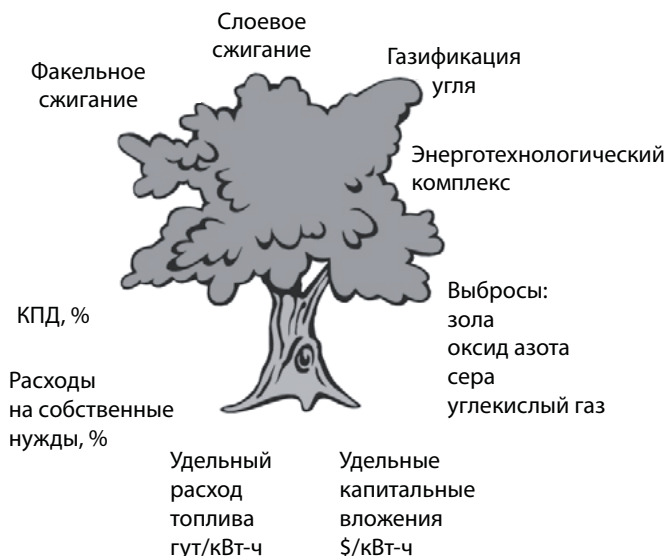 Слоевое
сжигание
Факельное
сжигание
Газификация
угля
Энерготехнологический
комплекс
КПД, %
Выбросы:
зола
оксид азота
сера
углекислый газ
Расходы
на собственные
нужды, %
Удельный
расход
топлива
гут/кВт-ч
Удельные
капитальные
вложения
$/кВт-ч